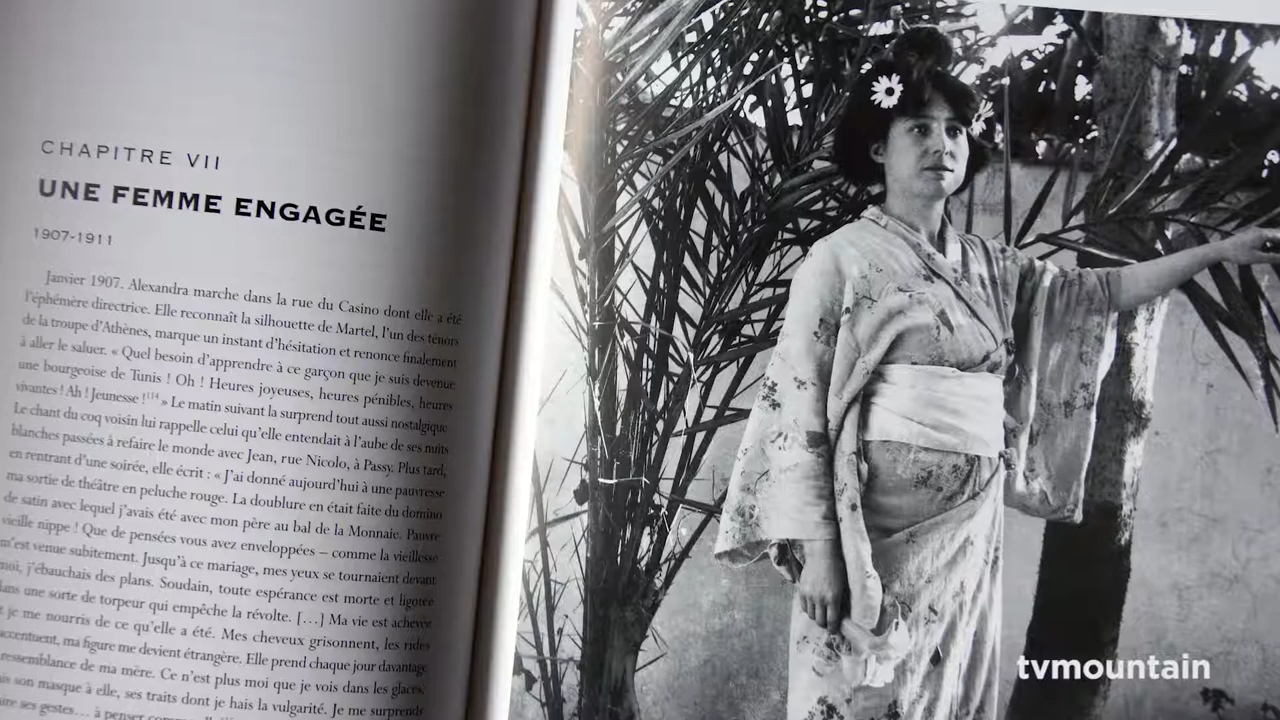 CHAPITRE VII
UNE FEMME ENGAGÉE
1907-1911
Janvier 1907. Alexandra marche dans la rue du Casino dont elle a été
l'éphémère directrice. Elle reconnaît la silhouette de Martel, l'un des ténors
de la troupe d'Athènes, marque un instant d'hésitation et renonce finalement
à aller le saluer. « Quel besoin d'apprendre à ce garçon que je suis devenue
une bourgeoise de Tunis ! Oh ! Heures joyeuses, heures pénibles, heures
vivantes ! Ah ! Jeunesse !¹¹⁴ » Le matin suivant la surprend tout aussi nostalgique
Le chant du coq voisin lui rappelle celui qu'elle entendait à l'aube de ses nuits
blanches passées à refaire le monde avec Jean, rue Nicolo, à Passy. Plus tard,
en rentrant d'une soirée, elle écrit : « J'ai donné aujourd'hui à une pauvresse
ma sortie de théâtre en peluche rouge. La doublure en était faite du domino
de satin avec lequel j'avais été avec mon père au bal de la Monnaie. Pauvre
vieille nippe ! Que de pensées vous avez enveloppées – comme la vieillesse
m'est venue subitement. Jusqu'à ce mariage, mes yeux se tournaient devant
moi, j'ébauchais des plans. Soudain, toute espérance est morte et ligotée
dans une sorte de torpeur qui empêche la révolte. […] Ma vie est achevée
je me nourris de ce qu'elle a été. Mes cheveux grisonnent, les rides
accentuent, ma figure me devient étrangère. Elle prend chaque jour davantage
ressemblance de ma mère. Ce n'est plus moi que je vois dans les glaces,
son masque à elle, ses traits dont je hais la vulgarité. Je me surprends
ses gestes… à penser
tvmountain